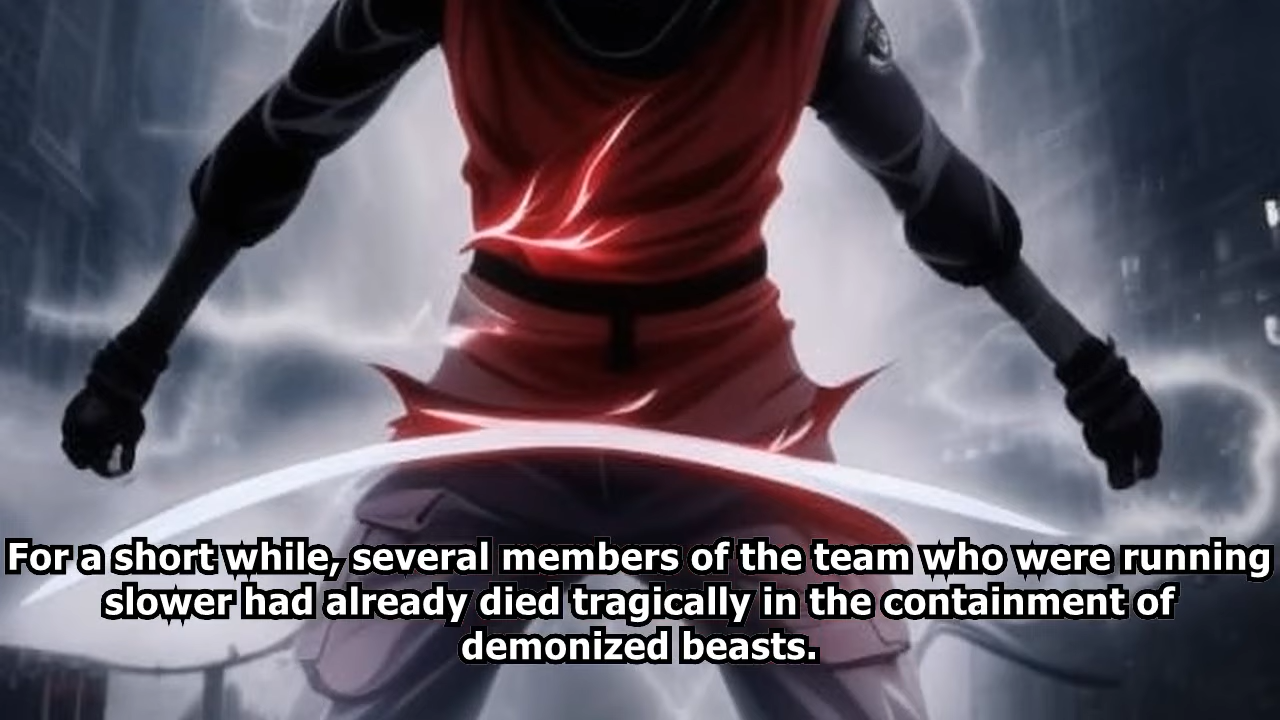 For a short while, several members of the team who were running
slower had already died tragically in the containment of
demonized beasts.